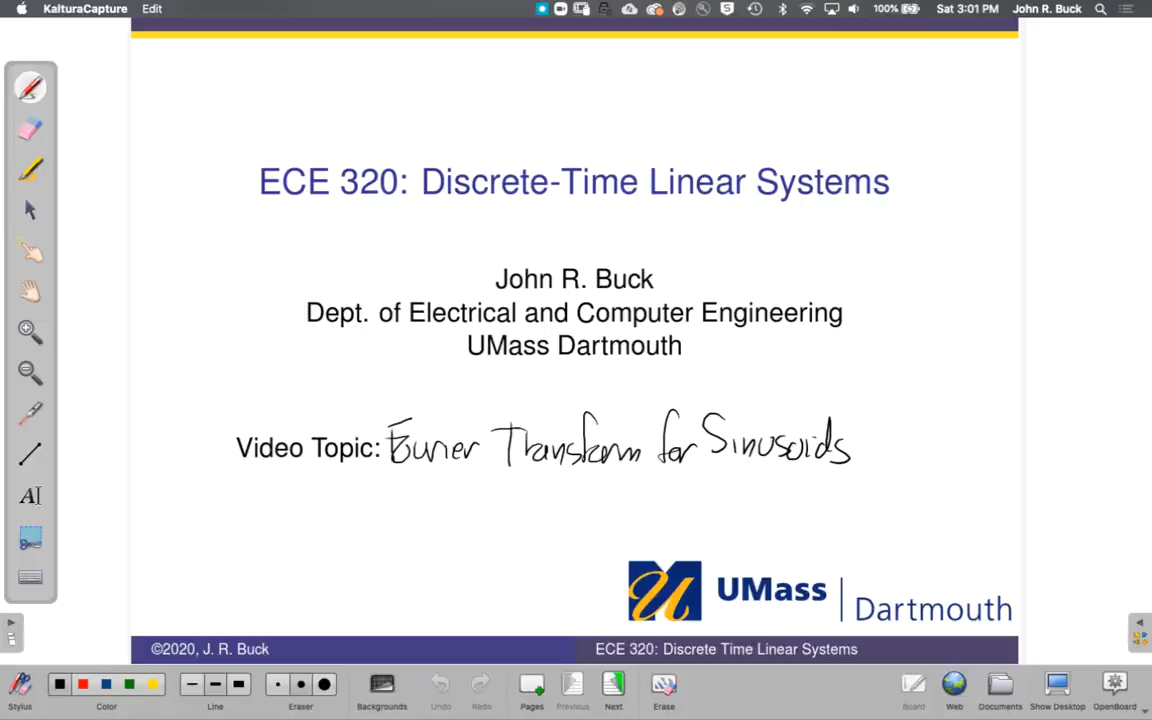 KalturaCapture Edit 5 100% Sat 3:01 PM John R. Buck
ECE 320: Discrete-Time Linear Systems
John R. Buck
Dept. of Electrical and Computer Engineering
UMass Dartmouth
Video Topic: Fourier Transform for Sinusoids
UMass Dartmouth
©2020, J. R. Buck ECE 320: Discrete Time Linear Systems
Stylus Color Line Eraser Backgrounds Undo Redo Pages Previous Next Erase Board Web Documents Show Desktop OpenBoard